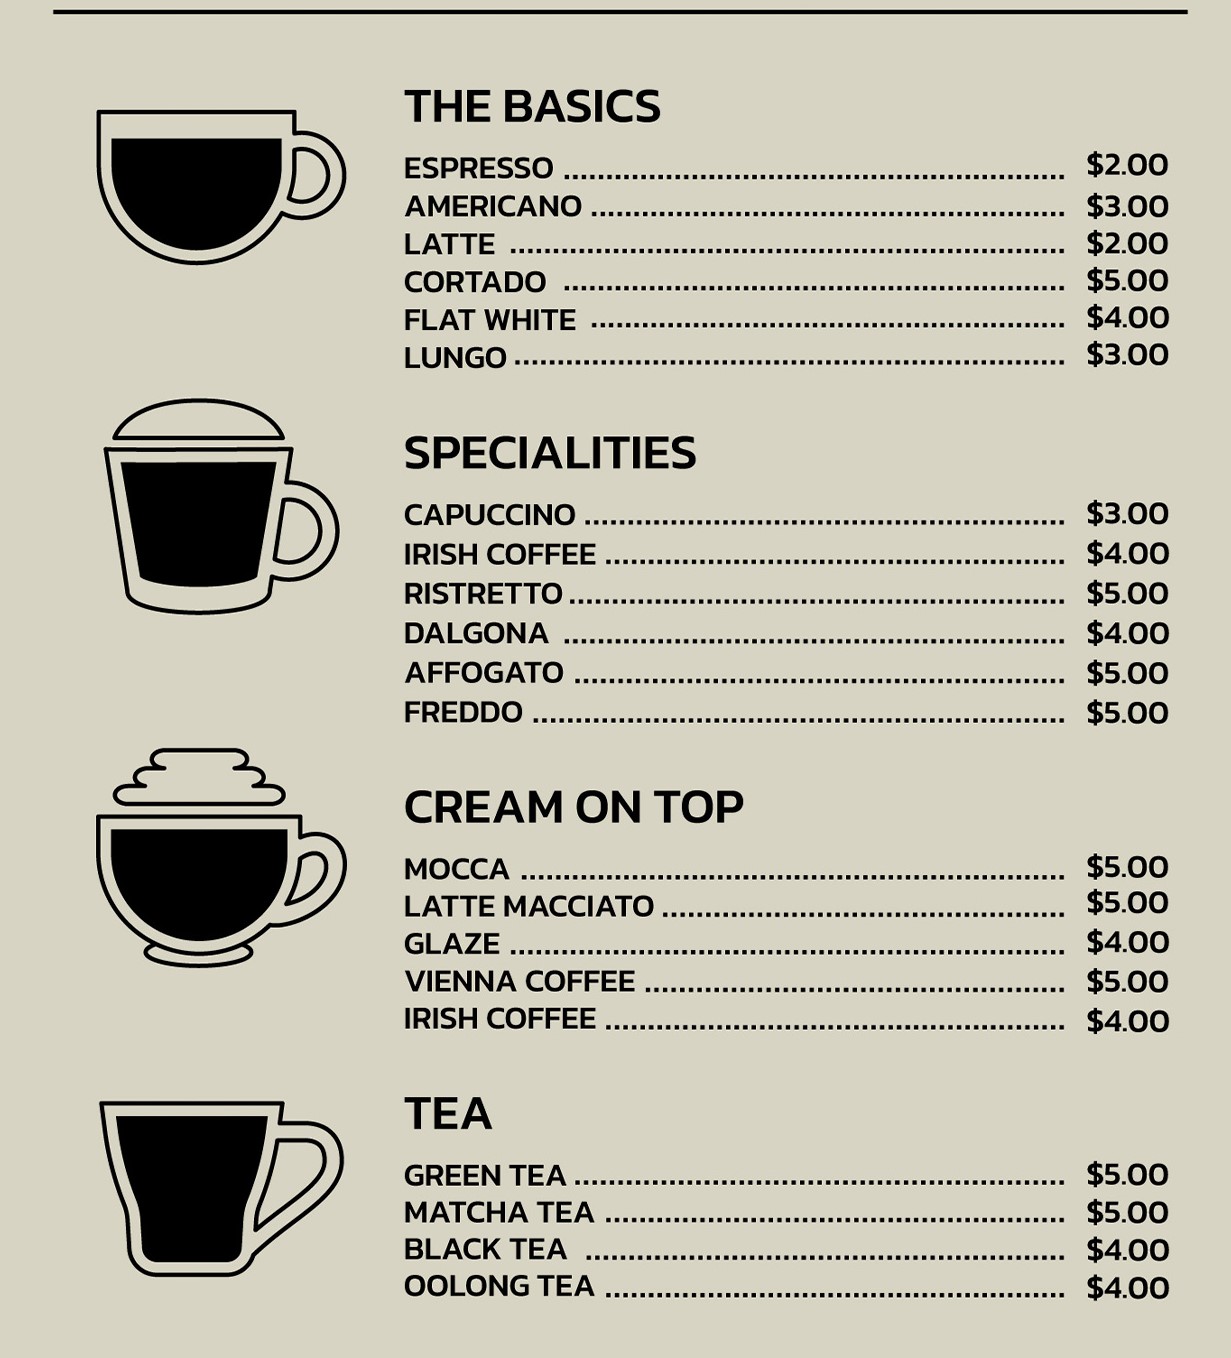 THE BASICS
ESPRESSO ........................ $2.00
AMERICANO ........................ $3.00
LATTE ........................ $2.00
CORTADO ........................ $5.00
FLAT WHITE ........................ $4.00
LUNGO ........................ $3.00
SPECIALITIES
CAPUCCINO ........................ $3.00
IRISH COFFEE ........................ $4.00
RISTRETTO ........................ $5.00
DALGONA ........................ $4.00
AFFOGATO ........................ $5.00
FREDDO ........................ $5.00
CREAM ON TOP
MOCCA ........................ $5.00
LATTE MACCIATO ........................ $5.00
GLAZE ........................ $4.00
VIENNA COFFEE ........................ $5.00
IRISH COFFEE ........................ $4.00
TEA
GREEN TEA ........................ $5.00
MATCHA TEA ........................ $5.00
BLACK TEA ........................ $4.00
OOLONG TEA ........................ $4.00